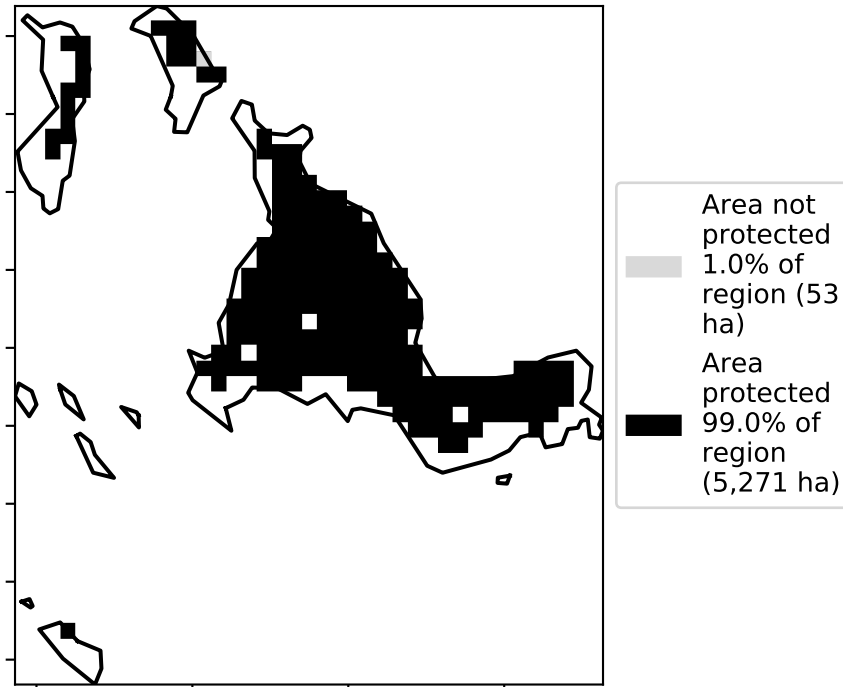 Area not
protected
1.0% of
region (53
ha)
Area
protected
99.0% of
region
(5,271 ha)